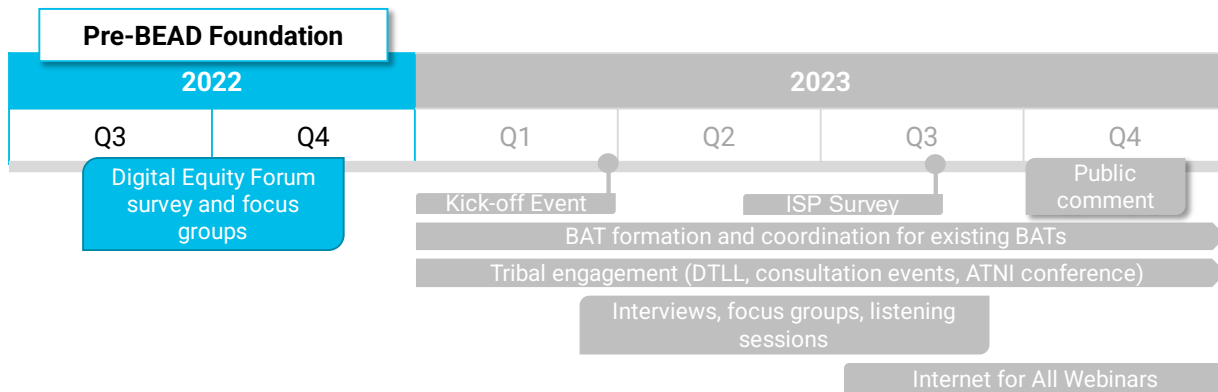 Pre-BEAD Foundation
2022
2023
Q3
Q4
Q1
Q2
Q3
Q4
Digital Equity Forum
survey and focus
groups
Kick-off Event
ISP Survey
Public
comment
BAT formation and coordination for existing BATs
Tribal engagement (DTLL, consultation events, ATNI conference)
Interviews, focus groups, listening
sessions
Internet for All Webinars